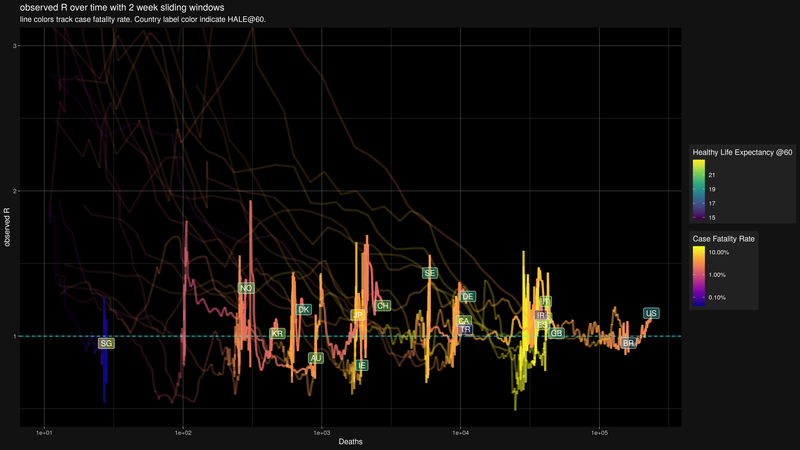 observed R over time with 2 week sliding windows
line colors track case fatality rate. Country label color indicate HALE@60.
observed R
3
2
1
SG
NO
KR
DK
AU
JP
IE
CH
SE
DE
CA
TR
IR
ES
GB
BR
US
1e+01
1e+02
1e+03
1e+04
1e+05
Deaths
Healthy Life Expectancy @60
21
19
17
15
Case Fatality Rate
10.00%
1.00%
0.10%